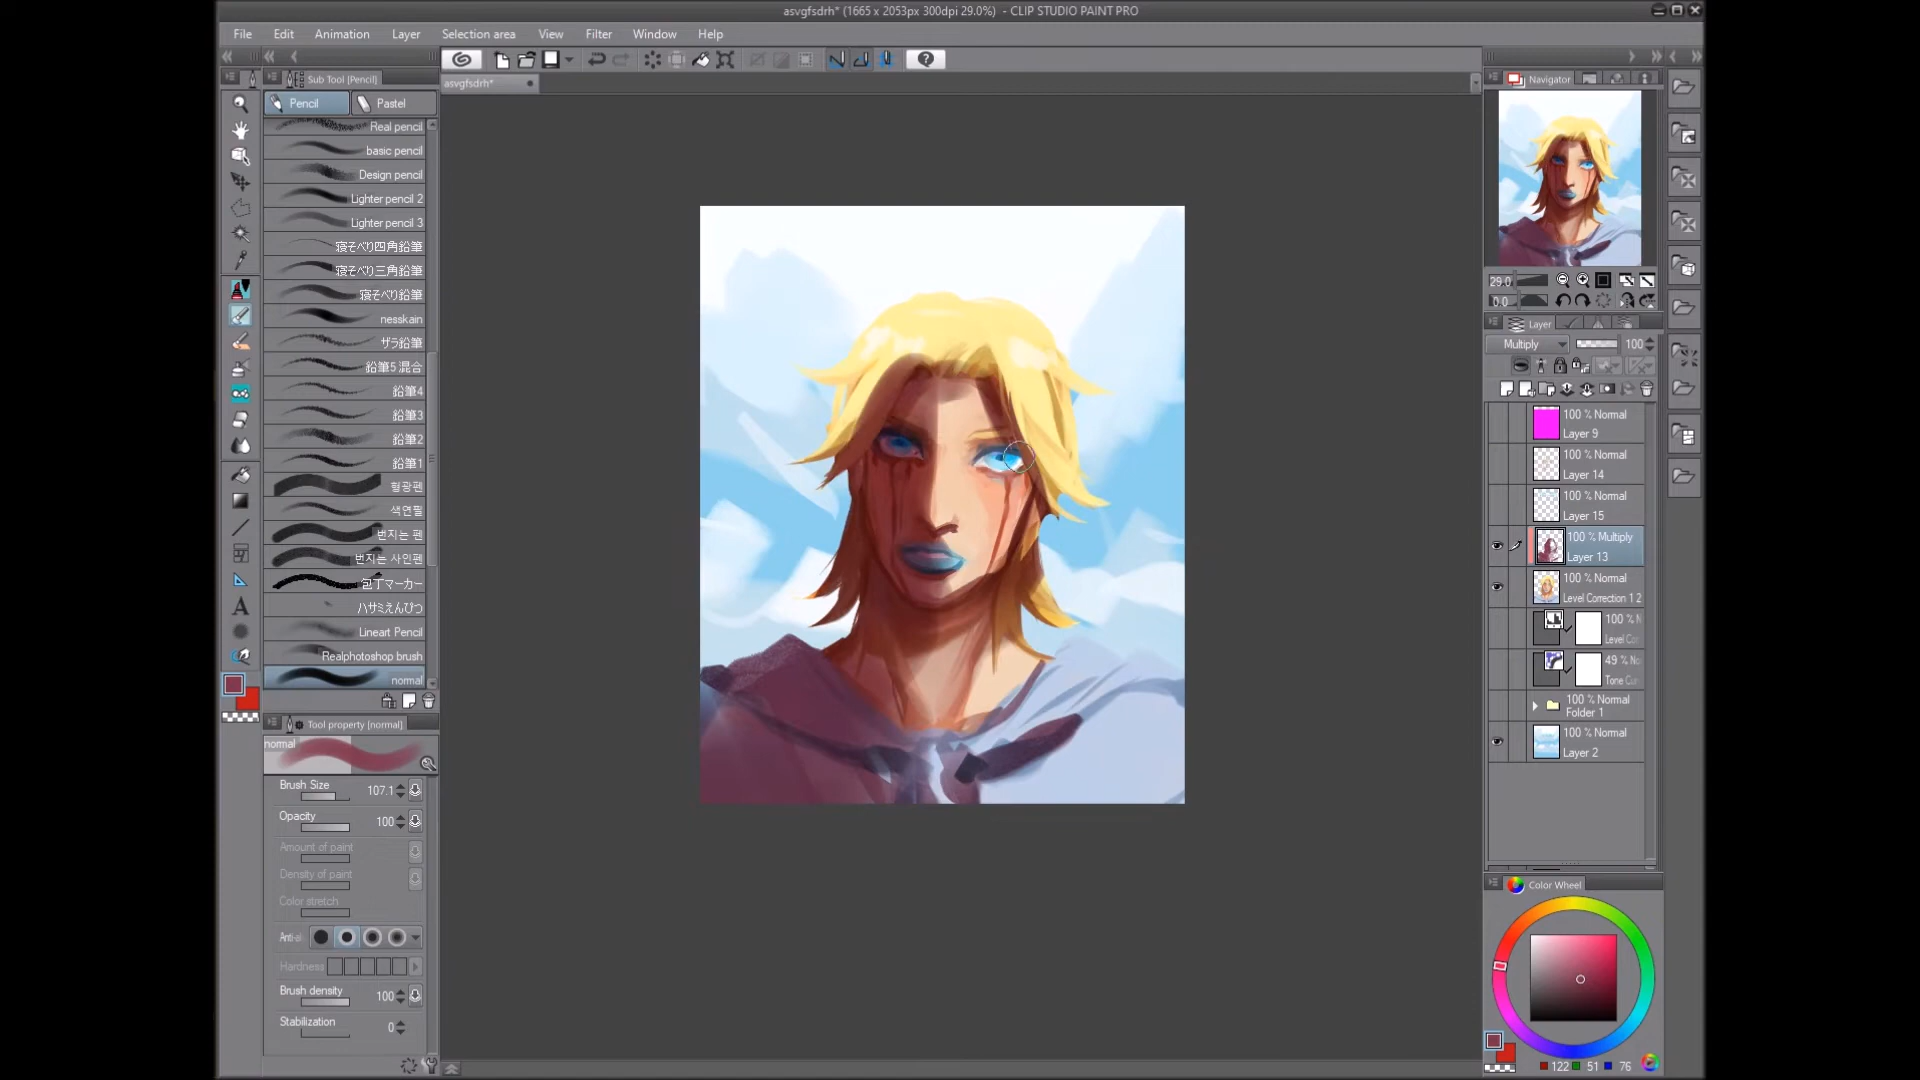 asvgfsdrh* (1665 x 2053px 300dpi 29.0%) - CLIP STUDIO PAINT PRO
File Edit Animation Layer Selection area View Filter Window Help
Sub Tool [Pencil]
asvgfsdrh*
Pencil
Pastel
Real pencil
basic pencil
Design pencil
Lighter pencil 2
Lighter pencil 3
寝そべり四角鉛筆
寝そべり三角鉛筆
寝そべり鉛筆
nesskain
ザラ鉛筆
鉛筆5混合
鉛筆4
鉛筆3
鉛筆2
鉛筆1
형광펜
색연필
번지는 펜
번지는 사인펜
包丁マーカー
ハサミえんぴつ
Lineart Pencil
Realphotoshop brush
normal
Tool property [normal]
normal
Brush Size 107.1
Opacity 100
Amount of paint
Density of paint
Color stretch
Hardness
Brush density 100
Stabilization 0
Navigator
29.0
0.0
Layer
Multiply 100
100 % Normal
Layer 9
100 % Normal
Layer 14
100 % Normal
Layer 15
100 % Multiply
Layer 13
100 % Normal
Level Correction 1 2
100 % N
Level Co
49 % No
Tone Cu
100 % Normal
Folder 1
100 % Normal
Layer 2
Color Wheel
122 51 76